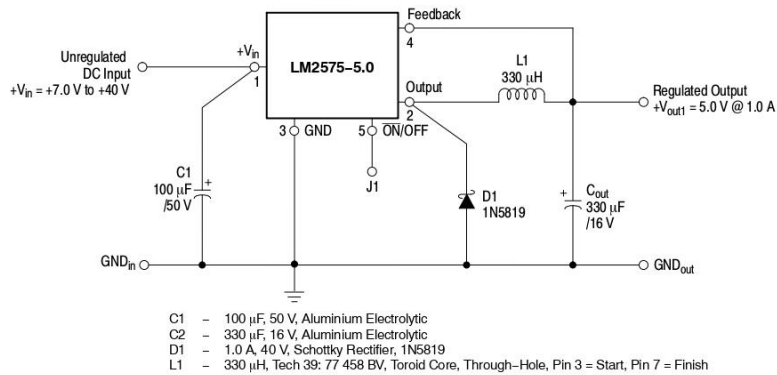 Feedback
4
Unregulated
DC Input
+Vin = +7.0 V to +40 V
+Vin
1
LM2575-5.0
L1
330 μH
Output
2
Regulated Output
+Vout1 = 5.0 V @ 1.0 A
3 GND
5 ON/OFF
C1
100 μF
/50 V
+
J1
D1
1N5819
+
Cout
330 μF
/16 V
GNDin
GNDout
C1 – 100 μF, 50 V, Aluminium Electrolytic
C2 – 330 μF, 16 V, Aluminium Electrolytic
D1 – 1.0 A, 40 V, Schottky Rectifier, 1N5819
L1 – 330 μH, Tech 39: 77 458 BV, Toroid Core, Through-Hole, Pin 3 = Start, Pin 7 = Finish